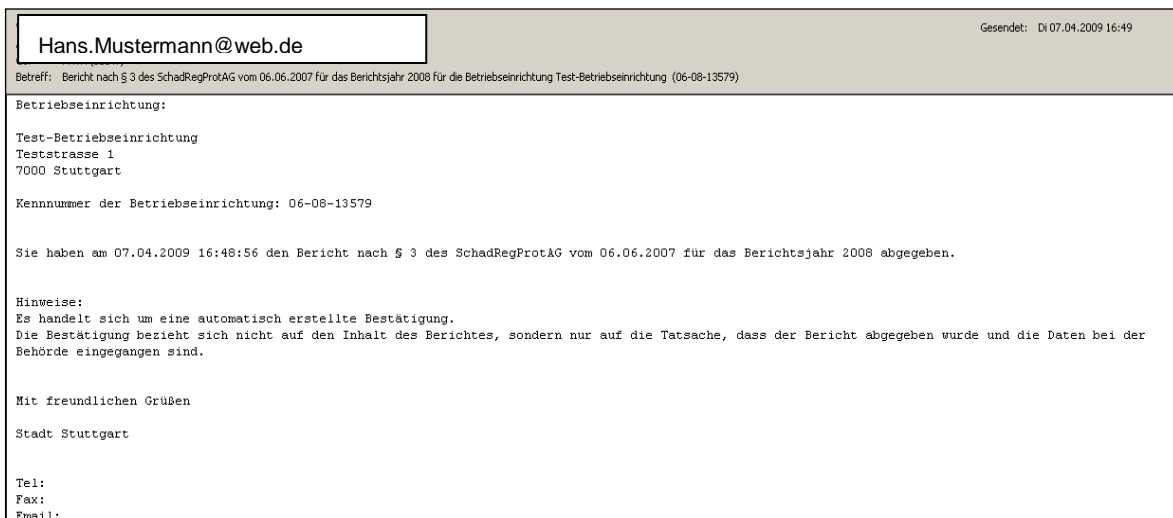 Gesendet: Di 07.04.2009 16:49
Hans.Mustermann@web.de
Betreff: Bericht nach § 3 des SchadRegProtAG vom 06.06.2007 für das Berichtsjahr 2008 für die Betriebseinrichtung Test-Betriebseinrichtung (06-08-13579)
Betriebseinrichtung:
Test-Betriebseinrichtung
Teststrasse 1
7000 Stuttgart
Kennnummer der Betriebseinrichtung: 06-08-13579
Sie haben am 07.04.2009 16:48:56 den Bericht nach § 3 des SchadRegProtAG vom 06.06.2007 für das Berichtsjahr 2008 abgegeben.
Hinweise:
Es handelt sich um eine automatisch erstellte Bestätigung.
Die Bestätigung bezieht sich nicht auf den Inhalt des Berichtes, sondern nur auf die Tatsache, dass der Bericht abgegeben wurde und die Daten bei der
Behörde eingegangen sind.
Mit freundlichen Grüßen
Stadt Stuttgart
Tel:
Fax:
Email: